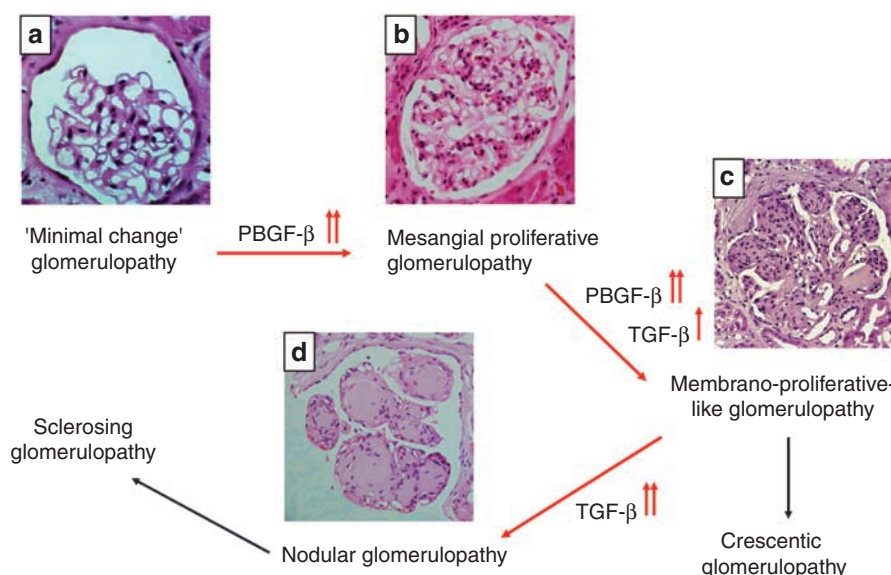 a
b
'Minimal change'
glomerulopathy
PBGF-β
Mesangial proliferative
glomerulopathy
c
PBGF-β
TGF-β
Membrano-proliferative-
like glomerulopathy
d
Sclerosing
glomerulopathy
TGF-β
Nodular glomerulopathy
Crescentic
glomerulopathy